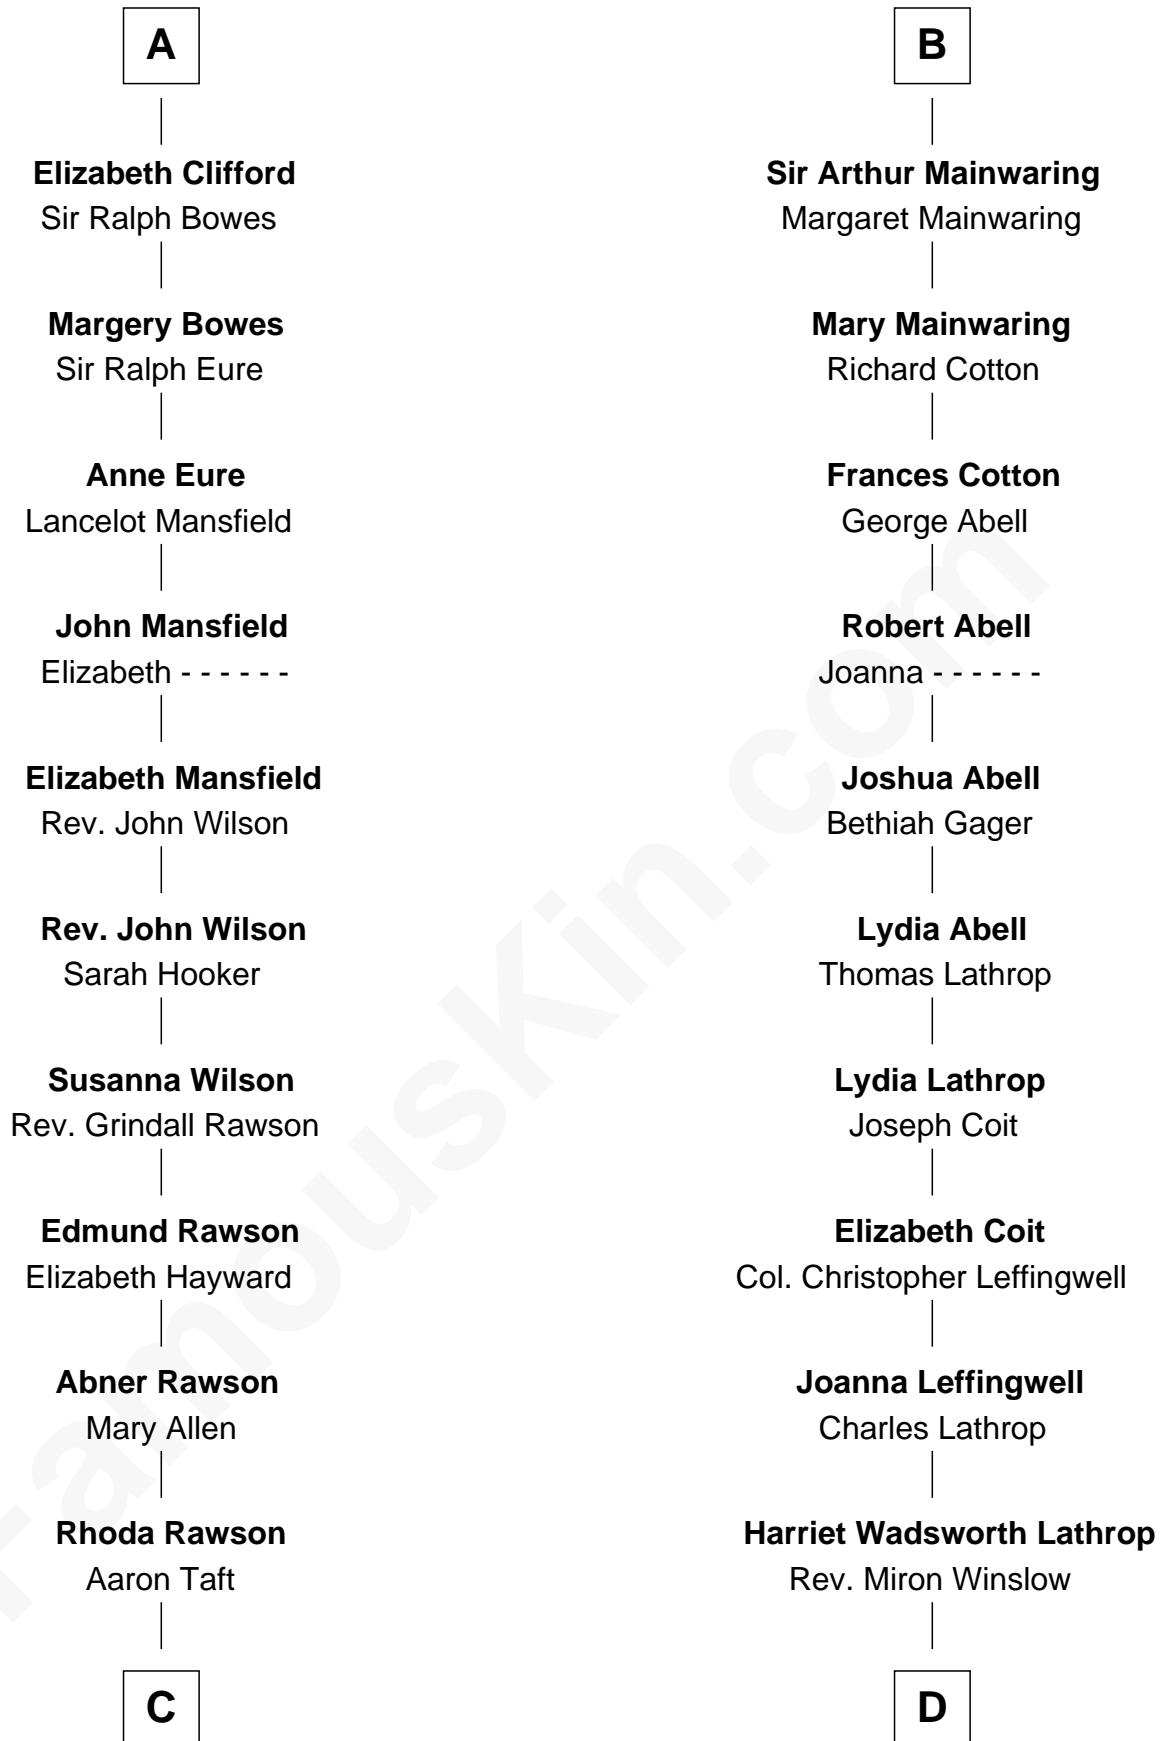 A
Elizabeth Clifford
Sir Ralph Bowes
Margery Bowes
Sir Ralph Eure
Anne Eure
Lancelot Mansfield
John Mansfield
Elizabeth - - - - - -
Elizabeth Mansfield
Rev. John Wilson
Rev. John Wilson
Sarah Hooker
Susanna Wilson
Rev. Grindall Rawson
Edmund Rawson
Elizabeth Hayward
Abner Rawson
Mary Allen
Rhoda Rawson
Aaron Taft
C
B
Sir Arthur Mainwaring
Margaret Mainwaring
Mary Mainwaring
Richard Cotton
Frances Cotton
George Abell
Robert Abell
Joanna - - - - - -
Joshua Abell
Bethiah Gager
Lydia Abell
Thomas Lathrop
Lydia Lathrop
Joseph Coit
Elizabeth Coit
Col. Christopher Leffingwell
Joanna Leffingwell
Charles Lathrop
Harriet Wadsworth Lathrop
Rev. Miron Winslow
D
FamousKin.com